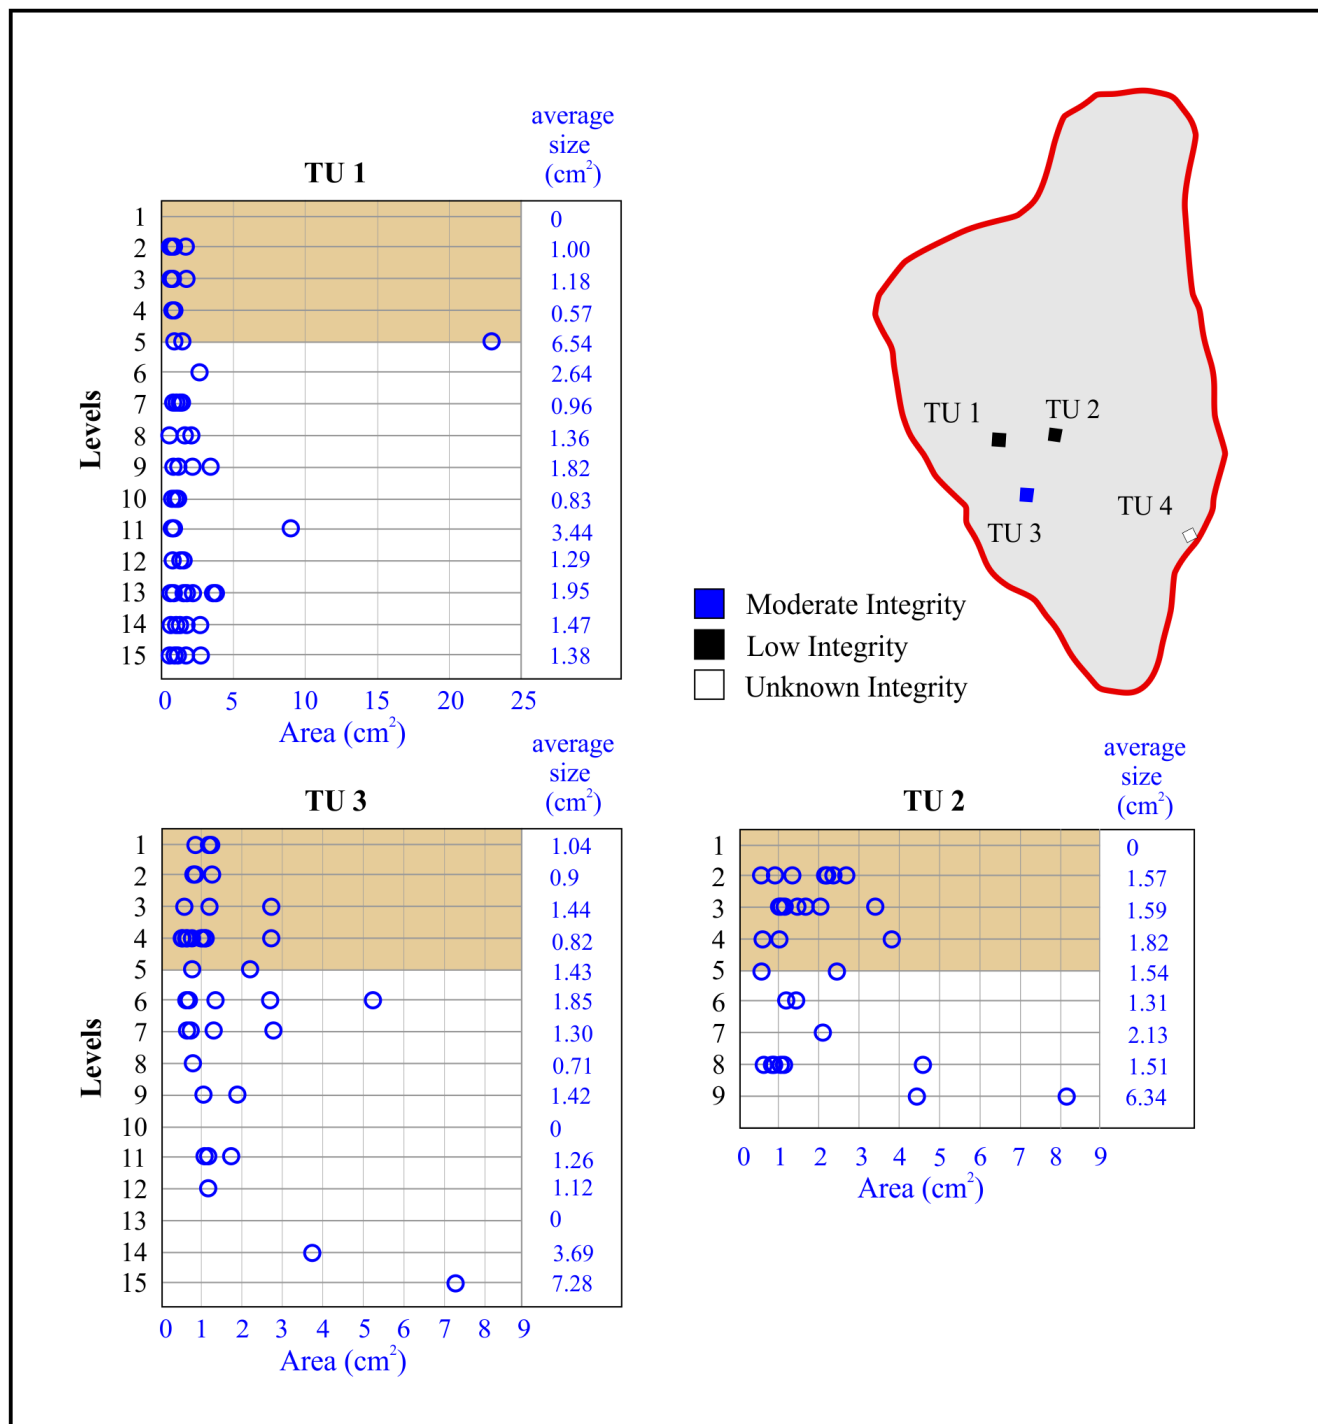 average
size
(cm²)
TU 1
1 0
2 1.00
3 1.18
4 0.57
5 6.54
6 2.64
7 0.96
8 1.36
9 1.82
10 0.83
11 3.44
12 1.29
13 1.95
14 1.47
15 1.38
Levels
0 5 10 15 20 25
Area (cm²)
TU 1
TU 2
TU 3
TU 4
Moderate Integrity
Low Integrity
Unknown Integrity
average
size
(cm²)
TU 3
1 1.04
2 0.9
3 1.44
4 0.82
5 1.43
6 1.85
7 1.30
8 0.71
9 1.42
10 0
11 1.26
12 1.12
13 0
14 3.69
15 7.28
Levels
0 1 2 3 4 5 6 7 8 9
Area (cm²)
average
size
(cm²)
TU 2
1 0
2 1.57
3 1.59
4 1.82
5 1.54
6 1.31
7 2.13
8 1.51
9 6.34
0 1 2 3 4 5 6 7 8 9
Area (cm²)